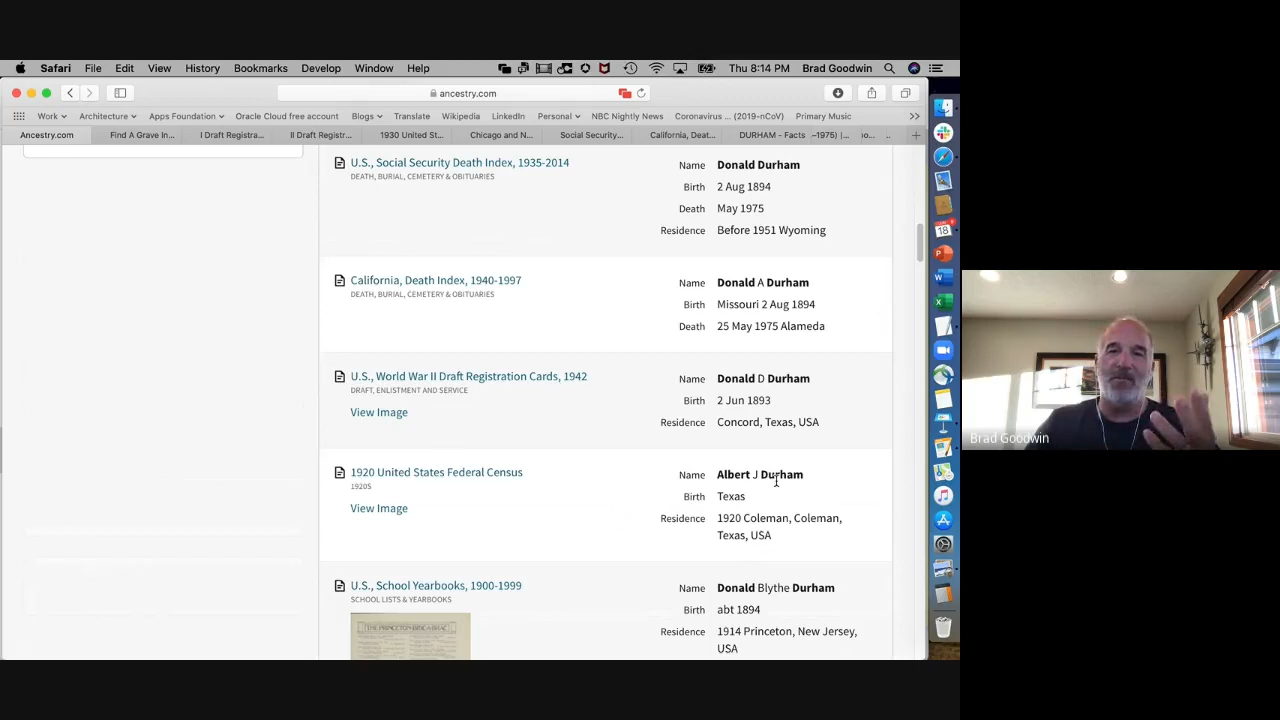 Safari File Edit View History Bookmarks Develop Window Help Thu 8:14 PM Brad Goodwin
ancestry.com
Work Architecture Apps Foundation Oracle Cloud free account Blogs Translate Wikipedia LinkedIn Personal NBC Nightly News Coronavirus ... (2019-nCoV) Primary Music
Ancestry.com Find A Grave In... I Draft Registra... II Draft Registr... 1930 United St... Chicago and N... Social Security... California, Deat... DURHAM - Facts –1975) |...
U.S., Social Security Death Index, 1935-2014
DEATH, BURIAL, CEMETERY & OBITUARIES
Name Donald Durham
Birth 2 Aug 1894
Death May 1975
Residence Before 1951 Wyoming
California, Death Index, 1940-1997
DEATH, BURIAL, CEMETERY & OBITUARIES
Name Donald A Durham
Birth Missouri 2 Aug 1894
Death 25 May 1975 Alameda
U.S., World War II Draft Registration Cards, 1942
DRAFT, ENLISTMENT AND SERVICE
View Image
Name Donald D Durham
Birth 2 Jun 1893
Residence Concord, Texas, USA
1920 United States Federal Census
1920S
View Image
Name Albert J Durham
Birth Texas
Residence 1920 Coleman, Coleman,
Texas, USA
U.S., School Yearbooks, 1900-1999
SCHOOL LISTS & YEARBOOKS
THE PRINCETON BRIC A BRAC
Name Donald Blythe Durham
Birth abt 1894
Residence 1914 Princeton, New Jersey,
USA
18
Brad Goodwin